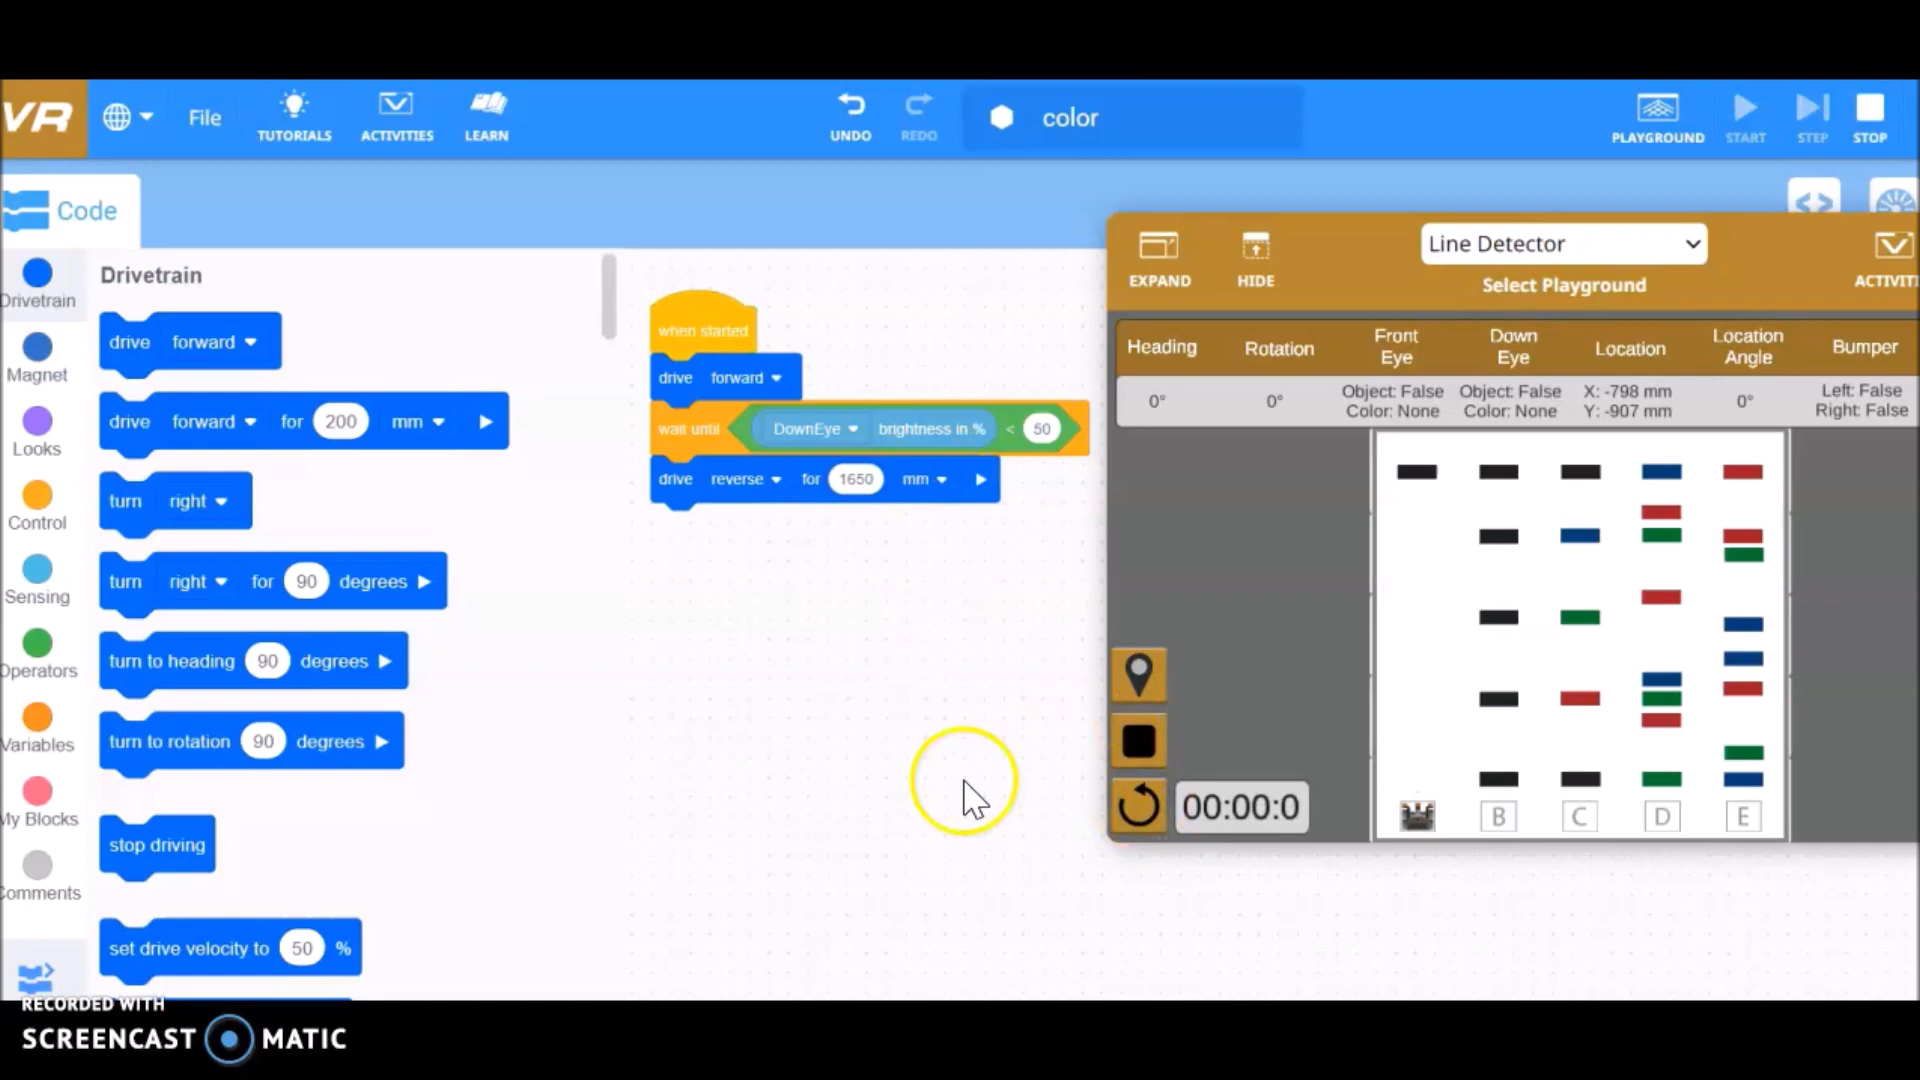 VR
File
TUTORIALS
ACTIVITIES
LEARN
UNDO
REDO
color
PLAYGROUND
START
STEP
STOP
Code
Drivetrain
Magnet
Looks
Control
Sensing
Operators
Variables
My Blocks
Comments
Drivetrain
drive forward
drive forward for 200 mm
turn right
turn right for 90 degrees
turn to heading 90 degrees
turn to rotation 90 degrees
stop driving
set drive velocity to 50 %
when started
drive forward
wait until DownEye brightness in % < 50
drive reverse for 1650 mm
EXPAND
HIDE
Line Detector
Select Playground
ACTIVITI
Heading
Rotation
Front
Eye
Down
Eye
Location
Location
Angle
Bumper
0°
0°
Object: False
Color: None
Object: False
Color: None
X: -798 mm
Y: -907 mm
0°
Left: False
Right: False
00:00:0
B
C
D
E
RECORDED WITH
SCREENCAST MATIC